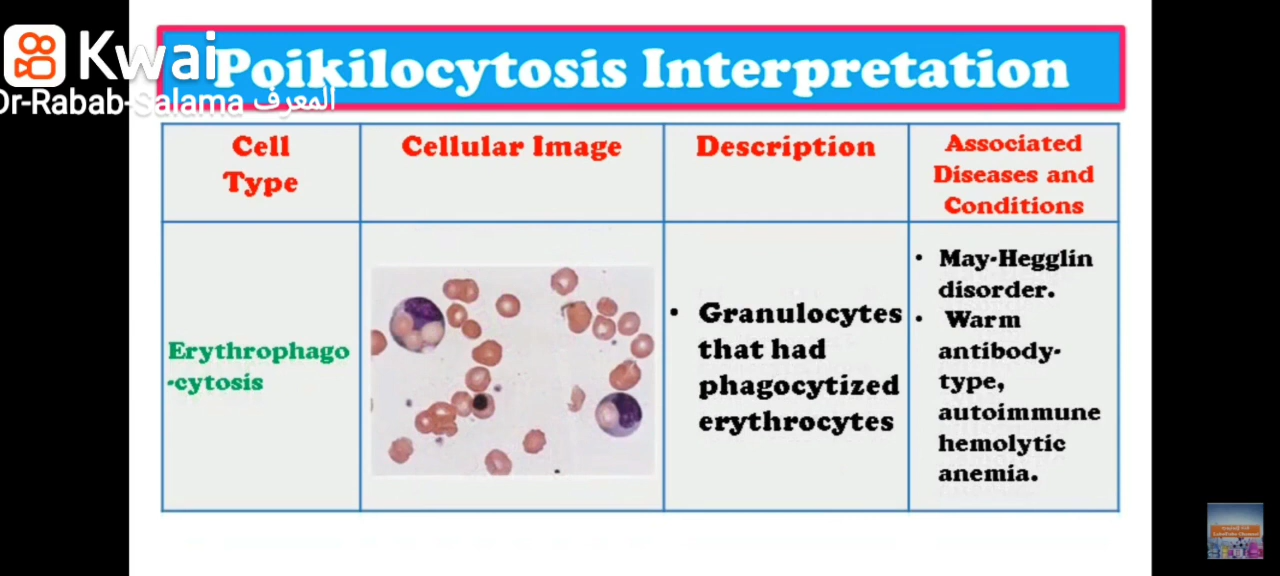 Kwai
Dr-Rabab-Salama المعرف
Poikilocytosis Interpretation
Cell
Type
Cellular Image
Description
Associated
Diseases and
Conditions
Erythrophago
-cytosis
• Granulocytes
that had
phagocytized
erythrocytes
• May-Hegglin
disorder.
• Warm
antibody-
type,
autoimmune
hemolytic
anemia.